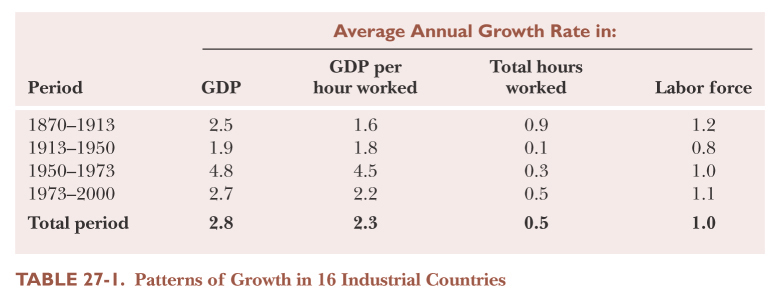 Average Annual Growth Rate in:
Period GDP GDP per hour worked Total hours worked Labor force
1870–1913 2.5 1.6 0.9 1.2
1913–1950 1.9 1.8 0.1 0.8
1950–1973 4.8 4.5 0.3 1.0
1973–2000 2.7 2.2 0.5 1.1
Total period 2.8 2.3 0.5 1.0
TABLE 27-1. Patterns of Growth in 16 Industrial Countries